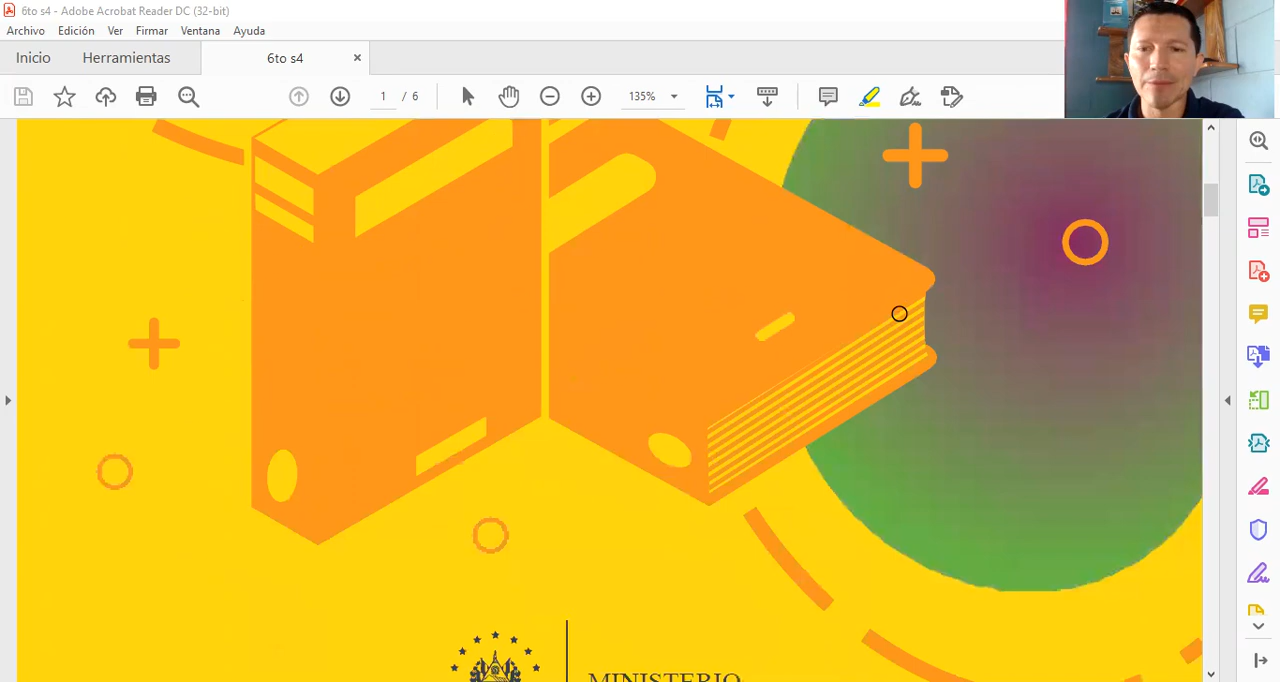 6to s4 - Adobe Acrobat Reader DC (32-bit)
Archivo Edición Ver Firmar Ventana Ayuda
Inicio Herramientas 6to s4
1 / 6 135%
MINISTERIO